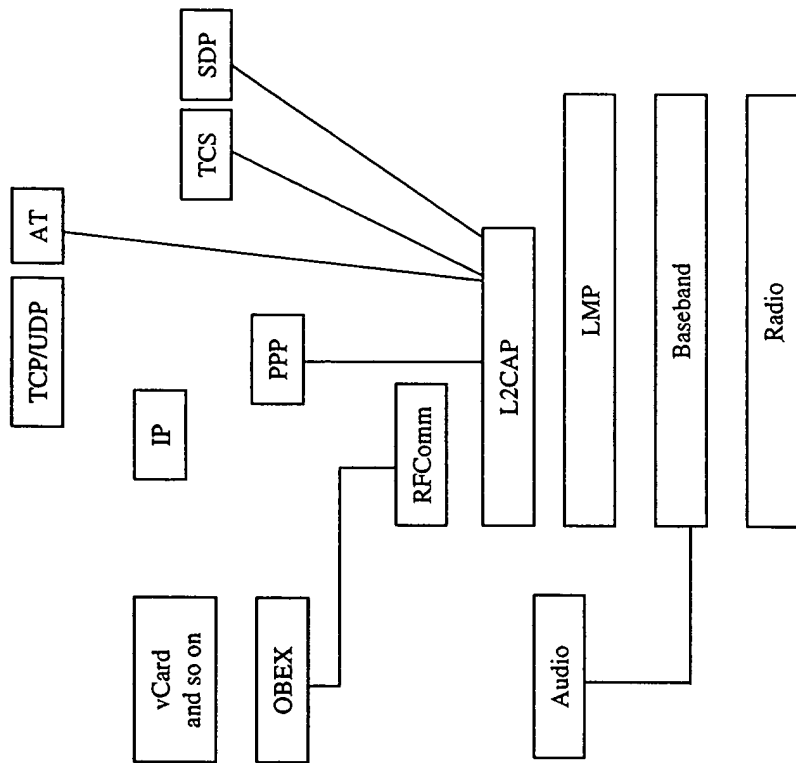 TCP/UDP
AT
IP
TCS
SDP
vCard
and so on
PPP
OBEX
RFComm
L2CAP
Audio
LMP
Baseband
Radio